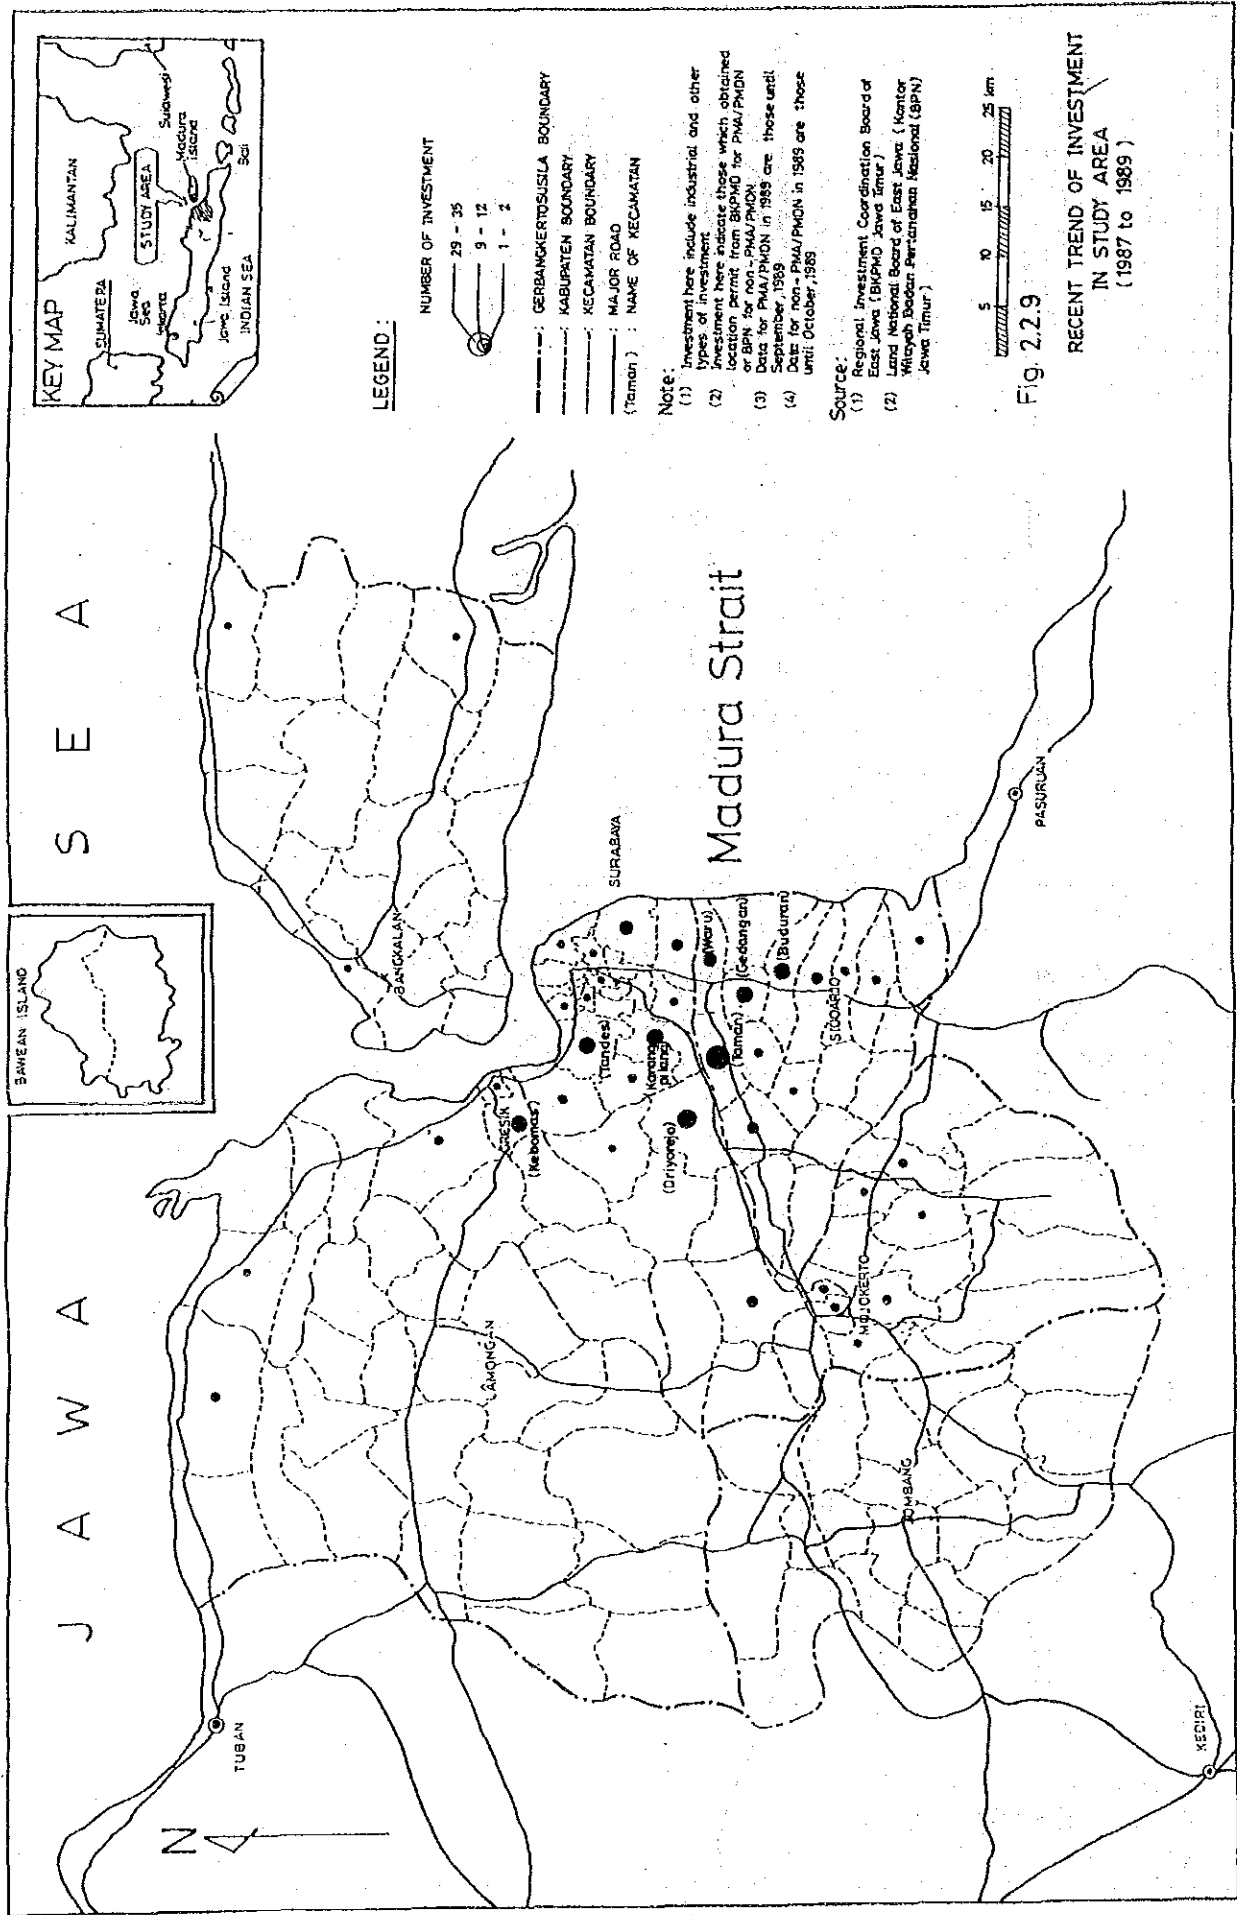 JAWA SEA
BAWEAN ISLAND
N
TUBAN
LAMONGAN
GRESIK
(Kebomas)
BANGKALAN
SURABAYA
(Tandes)
(Karang
pilang)
(Driyorejo)
(Taman)
(Waru)
(Gedangan)
(Buduran)
SIDOARJO
MOJOKERTO
JOMBANG
KEDIRI
PASURUAN
Madura Strait
KEY MAP
SUMATERA
KALIMANTAN
Jawa
Sea
Jakarta
STUDY AREA
Sulawesi
Madura
Island
Jawa Island
Bali
INDIAN SEA
LEGEND :
NUMBER OF INVESTMENT
29 - 35
9 - 12
1 - 2
: GERBANGKERTOSUSILA BOUNDARY
: KABUPATEN BOUNDARY
: KECAMATAN BOUNDARY
: MAJOR ROAD
(Taman) : NAME OF KECAMATAN
Note:
(1) Investment here include industrial and other
types of investment
(2) Investment here indicate those which obtained
location permit from BKPMD for PMA/PMDN
or BPN for non-PMA/PMDN
(3) Data for PMA/PMDN in 1989 are those until
September, 1989
(4) Data for non-PMA/PMDN in 1989 are those
until October, 1989
Source:
(1) Regional Investment Coordination Board of
East Jawa (BKPMD Jawa Timur)
(2) Land National Board of East Jawa (Kantor
Wilayah Badan Pertanahan Nasional (BPN)
Jawa Timur)
5 10 15 20 25 km
Fig. 2.2.9
RECENT TREND OF INVESTMENT
IN STUDY AREA
(1987 to 1989)